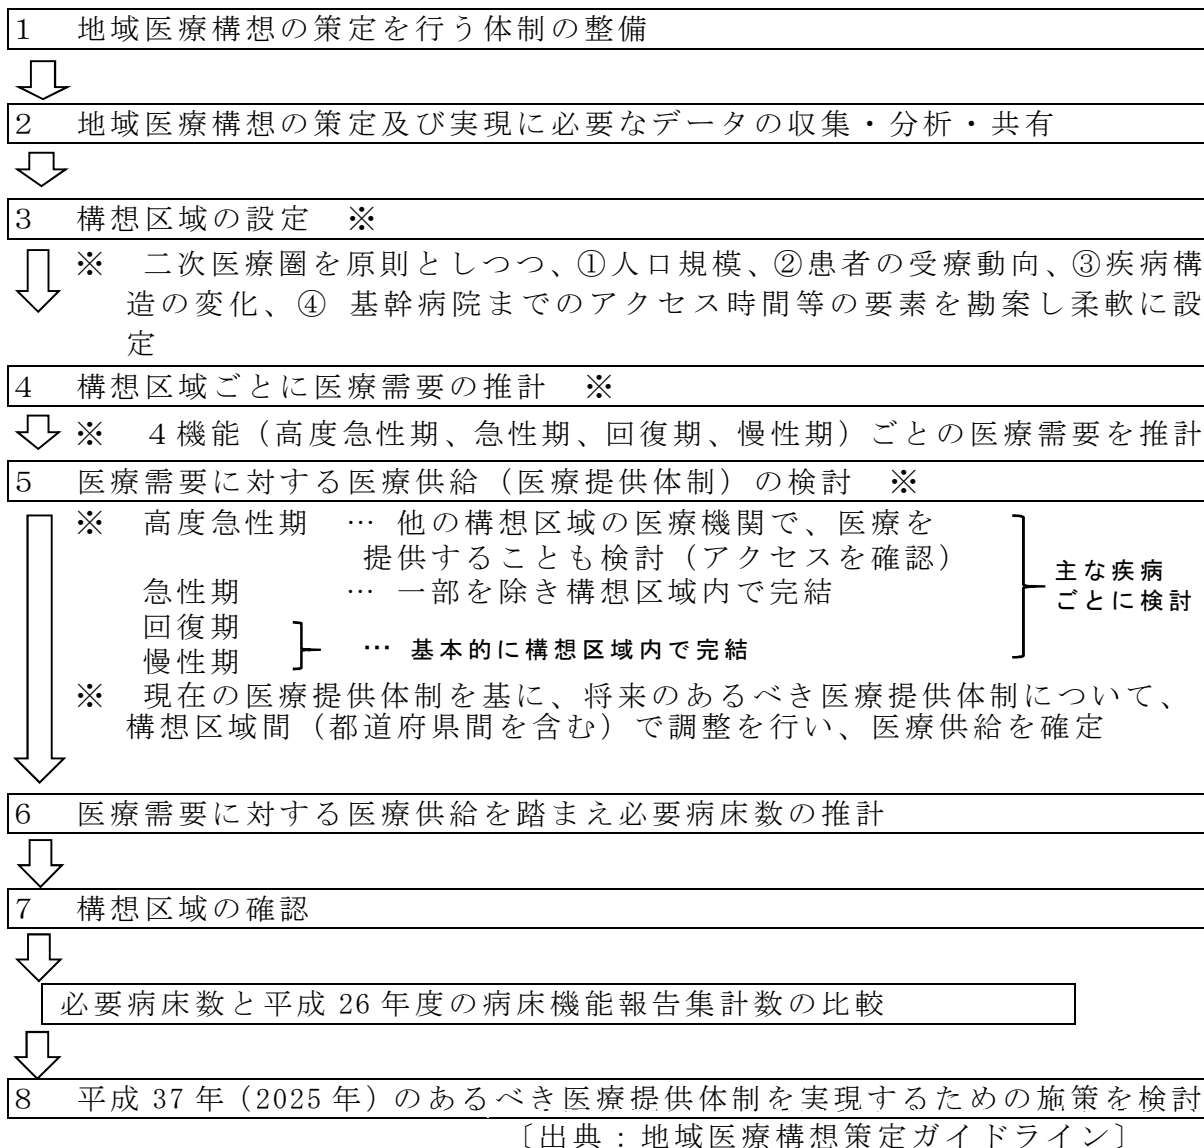 1　地域医療構想の策定を行う体制の整備
2　地域医療構想の策定及び実現に必要なデータの収集・分析・共有
3　構想区域の設定　※
※　二次医療圏を原則としつつ、①人口規模、②患者の受療動向、③疾病構
造の変化、④ 基幹病院までのアクセス時間等の要素を勘案し柔軟に設
定
4　構想区域ごとに医療需要の推計　※
※　４機能（高度急性期、急性期、回復期、慢性期）ごとの医療需要を推計
5　医療需要に対する医療供給（医療提供体制）の検討　※
※　高度急性期　… 他の構想区域の医療機関で、医療を
提供することも検討（アクセスを確認）
急性期　… 一部を除き構想区域内で完結
回復期
慢性期
… 基本的に構想区域内で完結
主な疾病
ごとに検討
※　現在の医療提供体制を基に、将来のあるべき医療提供体制について、
構想区域間（都道府県間を含む）で調整を行い、医療供給を確定
6　医療需要に対する医療供給を踏まえ必要病床数の推計
7　構想区域の確認
必要病床数と平成 26 年度の病床機能報告集計数の比較
8　平成 37 年（2025 年）のあるべき医療提供体制を実現するための施策を検討
〔出典：地域医療構想策定ガイドライン〕